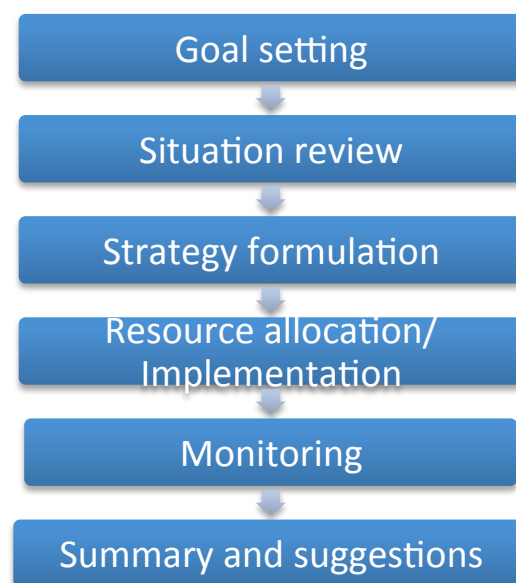 Goal setting
Situation review
Strategy formulation
Resource allocation/
Implementation
Monitoring
Summary and suggestions